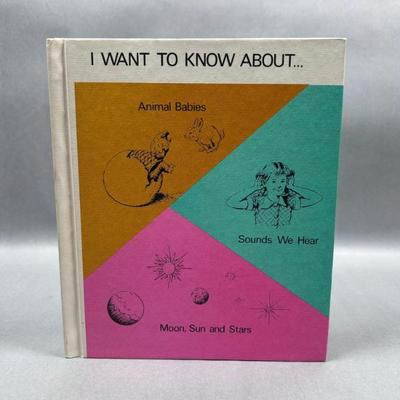 I WANT TO KNOW ABOUT...
Animal Babies
Sounds We Hear
Moon, Sun and Stars